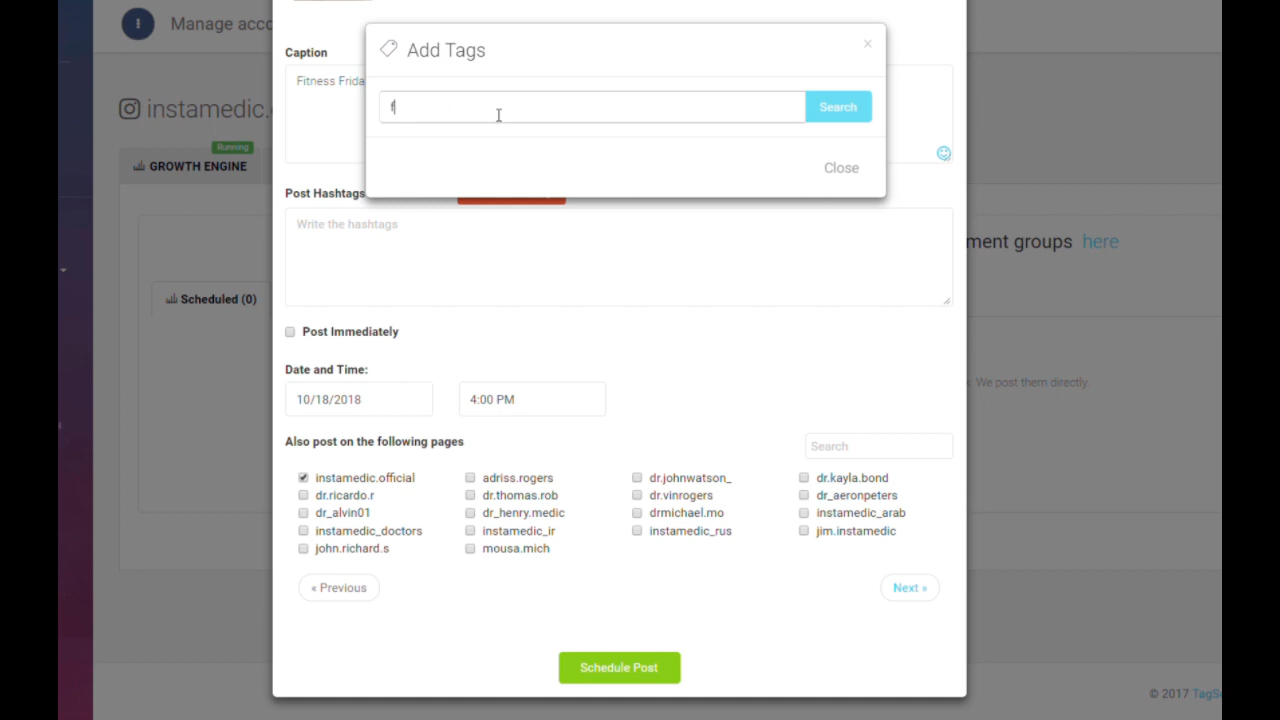 Manage acco
Add Tags
×
Caption
Fitness Frida
f
Search
instamedic.
Running
GROWTH ENGINE
Close
Post Hashtags
Write the hashtags
ment groups here
Scheduled (0)
Post Immediately
Date and Time:
. We post them directly.
10/18/2018
4:00 PM
Also post on the following pages
Search
instamedic.official adriss.rogers dr.johnwatson_ dr.kayla.bond
dr.ricardo.r dr.thomas.rob dr.vinrogers dr_aeronpeters
dr_alvin01 dr_henry.medic drmichael.mo instamedic_arab
instamedic_doctors instamedic_ir instamedic_rus jim.instamedic
john.richard.s mousa.mich
« Previous
Next »
Schedule Post
© 2017 TagS